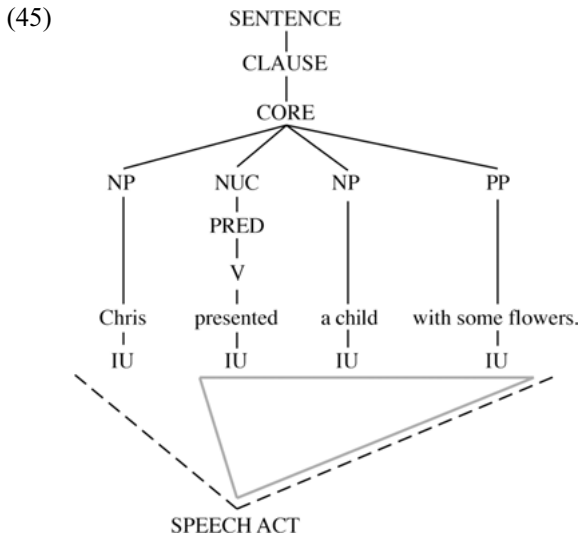 (45)
SENTENCE
CLAUSE
CORE
NP NUC NP PP
PRED
V
Chris presented a child with some flowers.
IU IU IU IU
SPEECH ACT